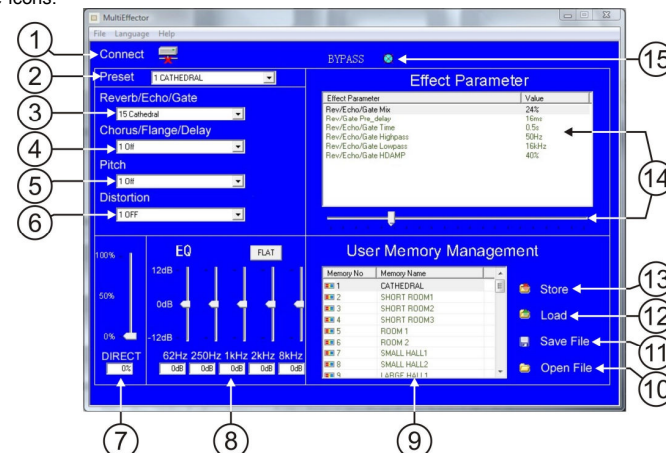 e icons.
MultiEffector
File Language Help
1
Connect
BYPASS
15
2
Preset
1 CATHEDRAL
Effect Parameter
Reverb/Echo/Gate
3
15 Cathedral
Chorus/Flange/Delay
4
1 Off
Pitch
5
1 Off
Distortion
6
1 OFF
Effect Parameter Value
Rev/Echo/Gate Mix 24%
Rev/Gate Pre_delay 16ms
Rev/Echo/Gate Time 0.5s
Rev/Echo/Gate Highpass 50Hz
Rev/Echo/Gate Lowpass 16kHz
Rev/Echo/Gate HDAMP 40%
14
100%
50%
0%
DIRECT
0%
EQ
FLAT
12dB
0dB
-12dB
62Hz 250Hz 1kHz 2kHz 8kHz
0dB 0dB 0dB 0dB 0dB
User Memory Management
Memory No Memory Name
1 CATHEDRAL
2 SHORT ROOM1
3 SHORT ROOM2
4 SHORT ROOM3
5 ROOM 1
6 ROOM 2
7 SMALL HALL1
8 SMALL HALL2
9 LARGE HALL1
Store
13
Load
12
Save File
11
Open File
10
7
8
9